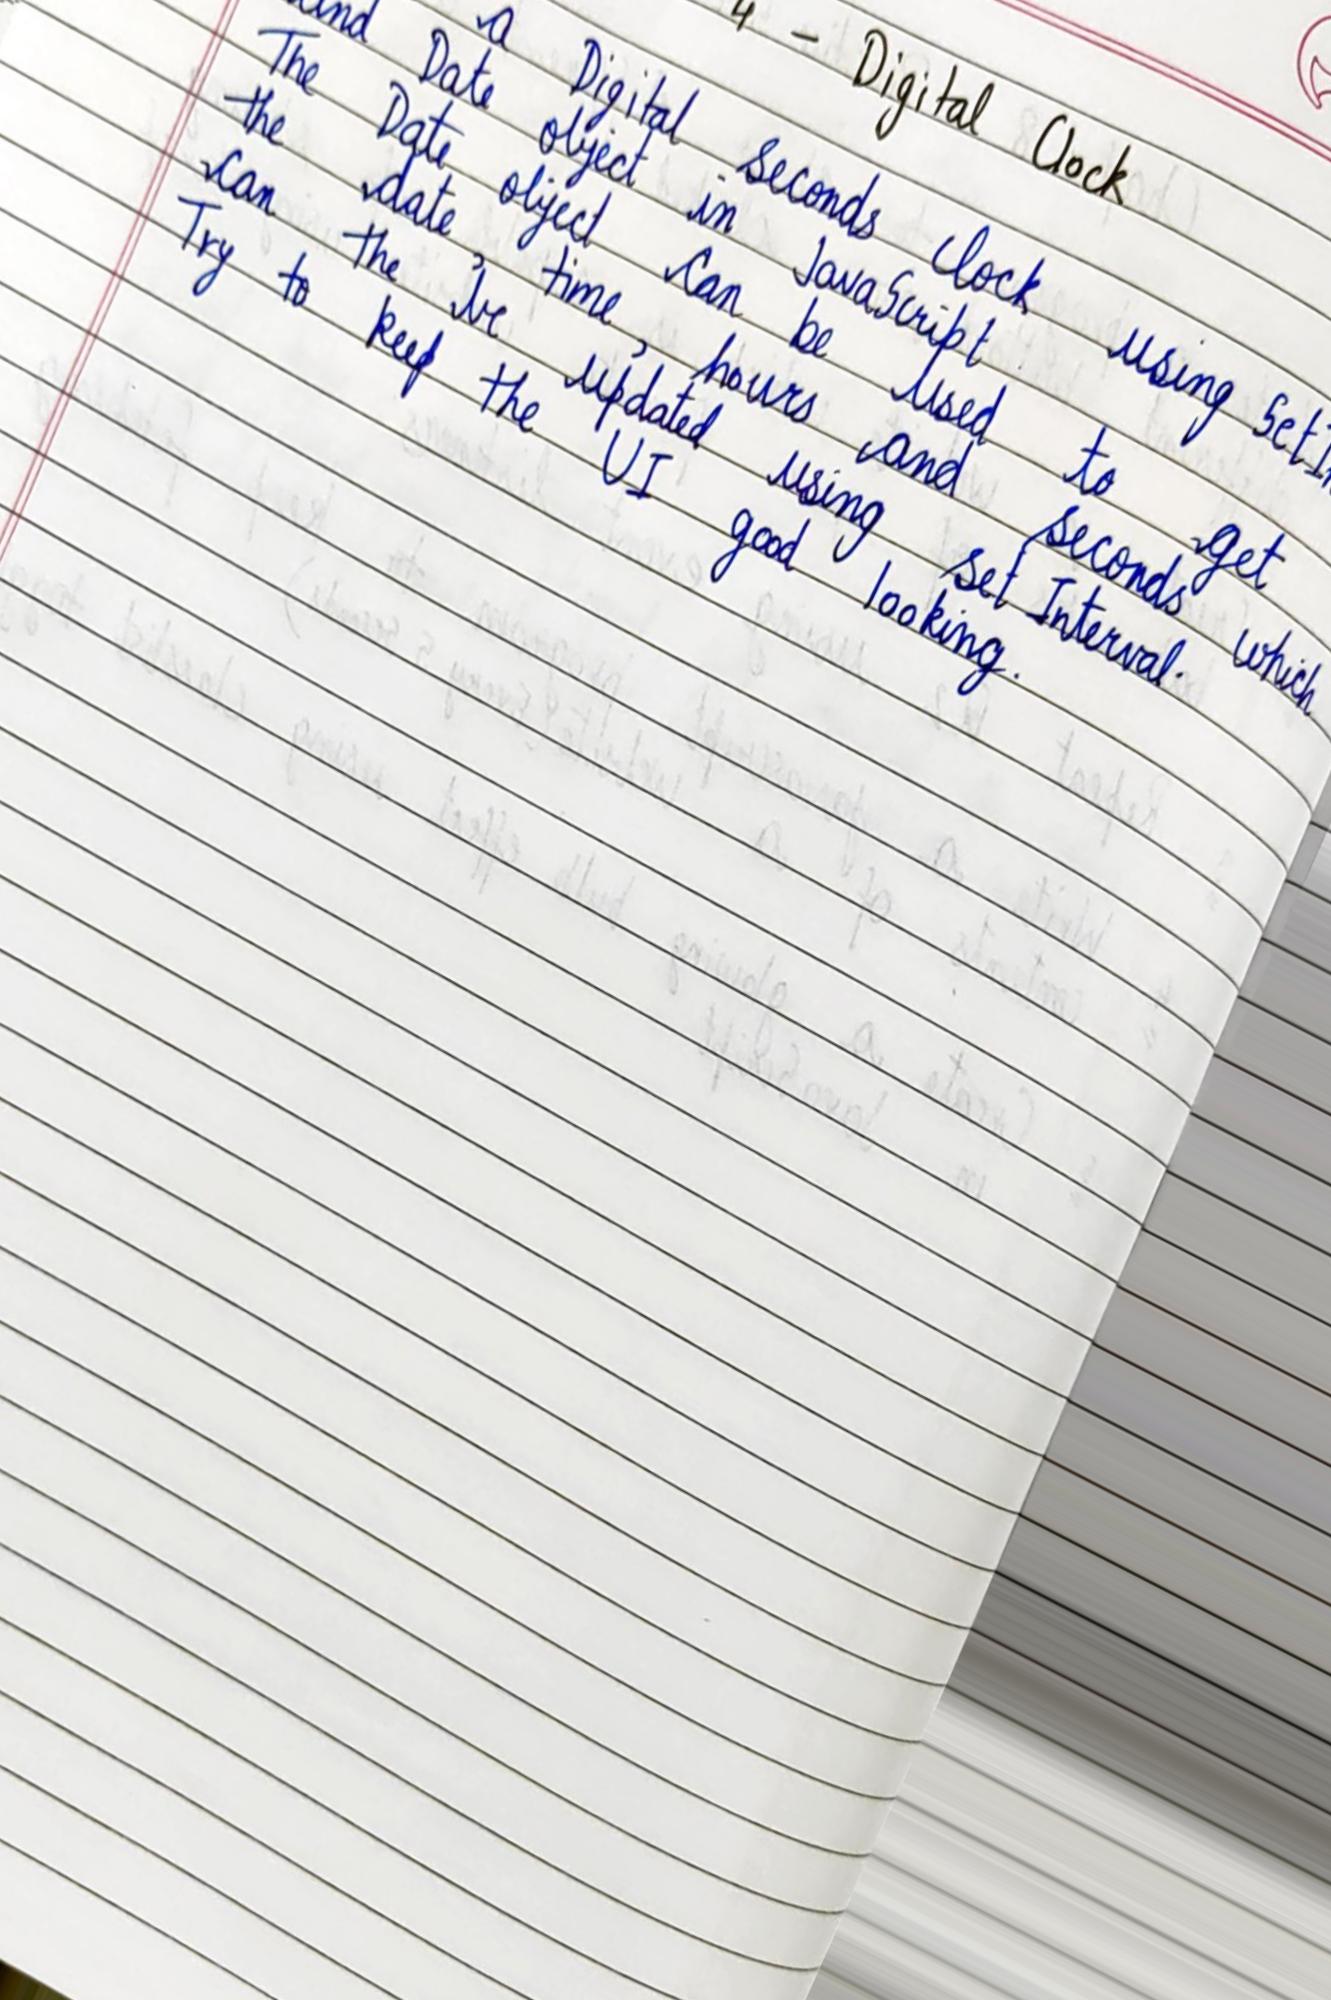 4 - Digital Clock
a Digital seconds clock using
and Date object in JavaScript.
The Date object can be used to get
the date, time, hours and seconds which
can the be updated using set Interval.
Try to keep the UI good looking.